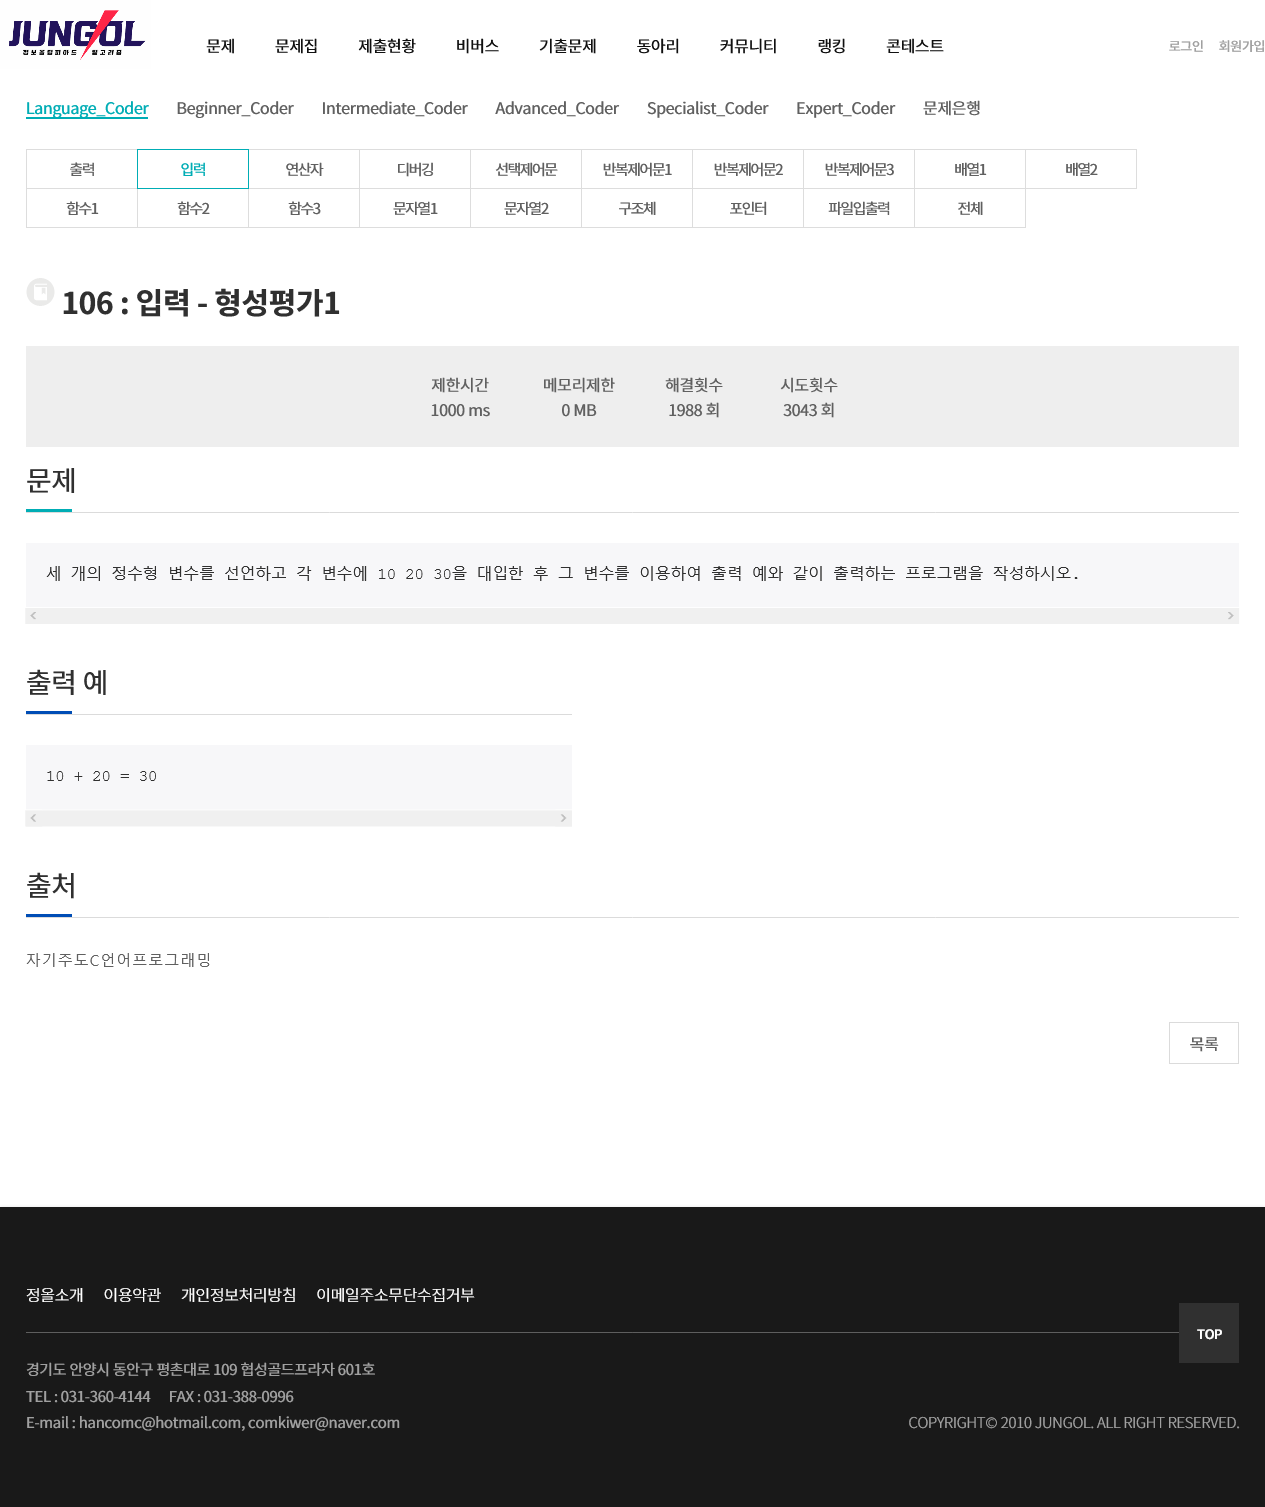 JUNGOL
정보올림피아드 알고리즘
문제 문제집 제출현황 비버스 기출문제 동아리 커뮤니티 랭킹 콘테스트 로그인 회원가입
Language_Coder Beginner_Coder Intermediate_Coder Advanced_Coder Specialist_Coder Expert_Coder 문제은행
출력 입력 연산자 디버깅 선택제어문 반복제어문1 반복제어문2 반복제어문3 배열1 배열2
함수1 함수2 함수3 문자열1 문자열2 구조체 포인터 파일입출력 전체
106 : 입력 - 형성평가1
제한시간 메모리제한 해결횟수 시도횟수
1000 ms 0 MB 1988 회 3043 회
문제
세 개의 정수형 변수를 선언하고 각 변수에 10 20 30을 대입한 후 그 변수를 이용하여 출력 예와 같이 출력하는 프로그램을 작성하시오.
출력 예
10 + 20 = 30
출처
자기주도C언어프로그래밍
목록
정올소개 이용약관 개인정보처리방침 이메일주소무단수집거부
TOP
경기도 안양시 동안구 평촌대로 109 협성골드프라자 601호
TEL : 031-360-4144 FAX : 031-388-0996
E-mail : hancomc@hotmail.com, comkiwer@naver.com COPYRIGHT© 2010 JUNGOL. ALL RIGHT RESERVED.